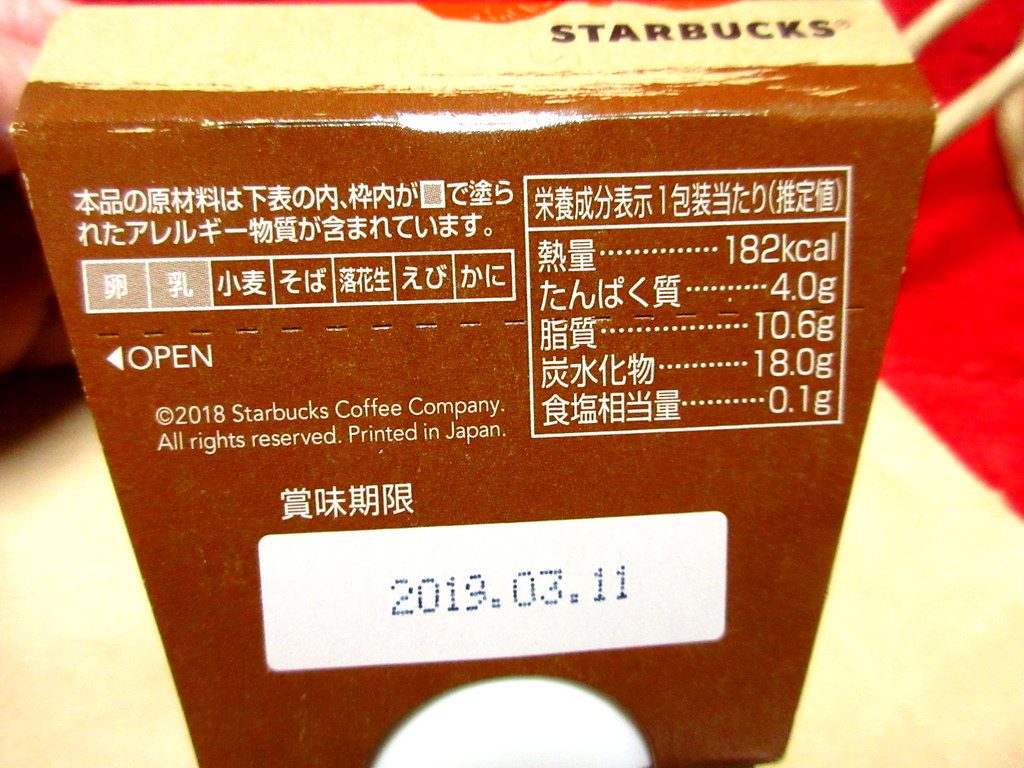 STARBUCKS®
本品の原材料は下表の内、枠内が■で塗ら
れたアレルギー物質が含まれています。
卵 乳 小麦 そば 落花生 えび かに
◀OPEN
©2018 Starbucks Coffee Company.
All rights reserved. Printed in Japan.
栄養成分表示 1包装当たり(推定値)
熱量…………… 182kcal
たんぱく質………… 4.0g
脂質……………… 10.6g
炭水化物………… 18.0g
食塩相当量………… 0.1g
賞味期限
2019.03.11